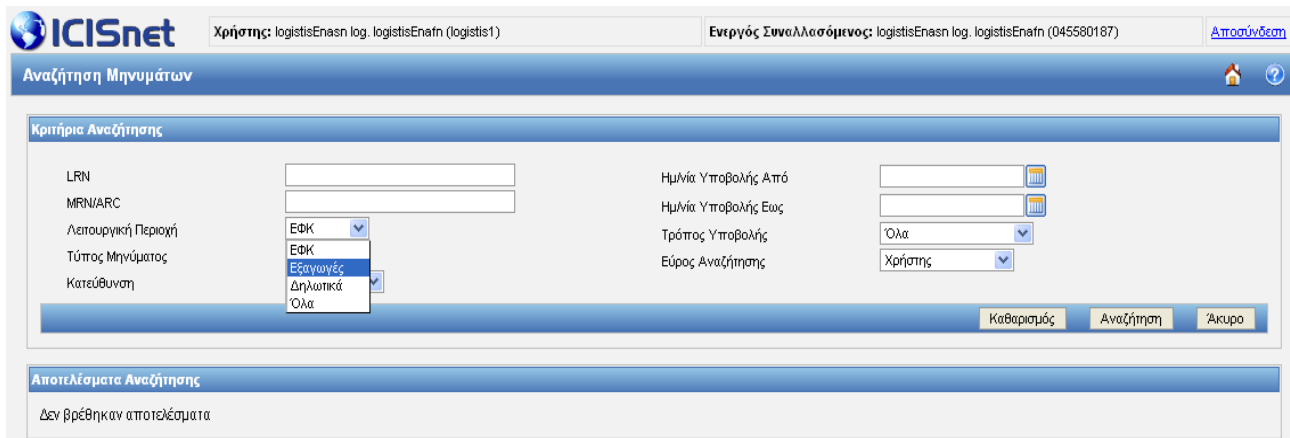 ICISnet
Χρήστης: logistisEnasn log. logistisEnafn (logistis1)
Ενεργός Συναλλασόμενος: logistisEnasn log. logistisEnafn (045580187)
Αποσύνδεση
Αναζήτηση Μηνυμάτων
Κριτήρια Αναζήτησης
LRN
MRN/ARC
Λειτουργική Περιοχή
ΕΦΚ
ΕΦΚ
Εξαγωγές
Δηλωτικά
Όλα
Τύπος Μηνύματος
Κατεύθυνση
Ημ/νία Υποβολής Από
Ημ/νία Υποβολής Εως
Τρόπος Υποβολής
Όλα
Εύρος Αναζήτησης
Χρήστης
Καθαρισμός
Αναζήτηση
Άκυρο
Αποτελέσματα Αναζήτησης
Δεν βρέθηκαν αποτελέσματα